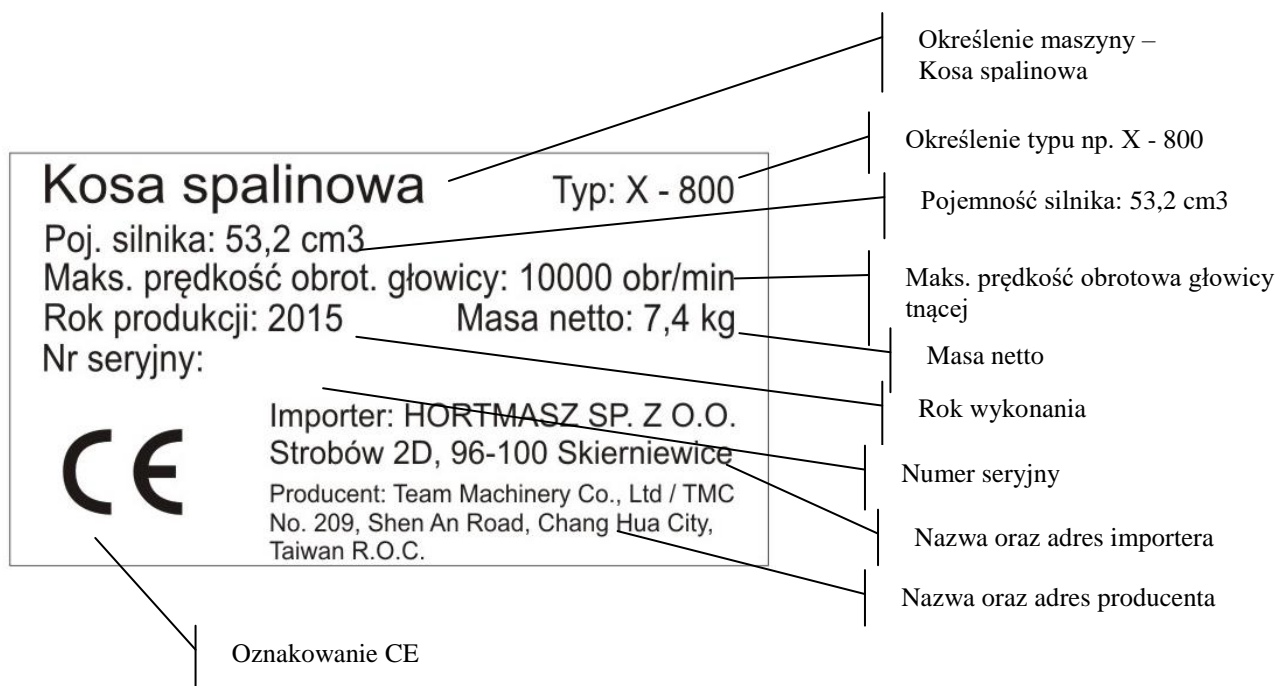 Określenie maszyny –
Kosa spalinowa
Określenie typu np. X - 800
Pojemność silnika: 53,2 cm3
Maks. prędkość obrotowa głowicy
tnącej
Masa netto
Rok wykonania
Numer seryjny
Nazwa oraz adres importera
Nazwa oraz adres producenta
Kosa spalinowa Typ: X - 800
Poj. silnika: 53,2 cm3
Maks. prędkość obrot. głowicy: 10000 obr/min
Rok produkcji: 2015 Masa netto: 7,4 kg
Nr seryjny:
CE
Importer: HORTMASZ SP. Z O.O.
Strobów 2D, 96-100 Skierniewice
Producent: Team Machinery Co., Ltd / TMC
No. 209, Shen An Road, Chang Hua City,
Taiwan R.O.C.
Oznakowanie CE